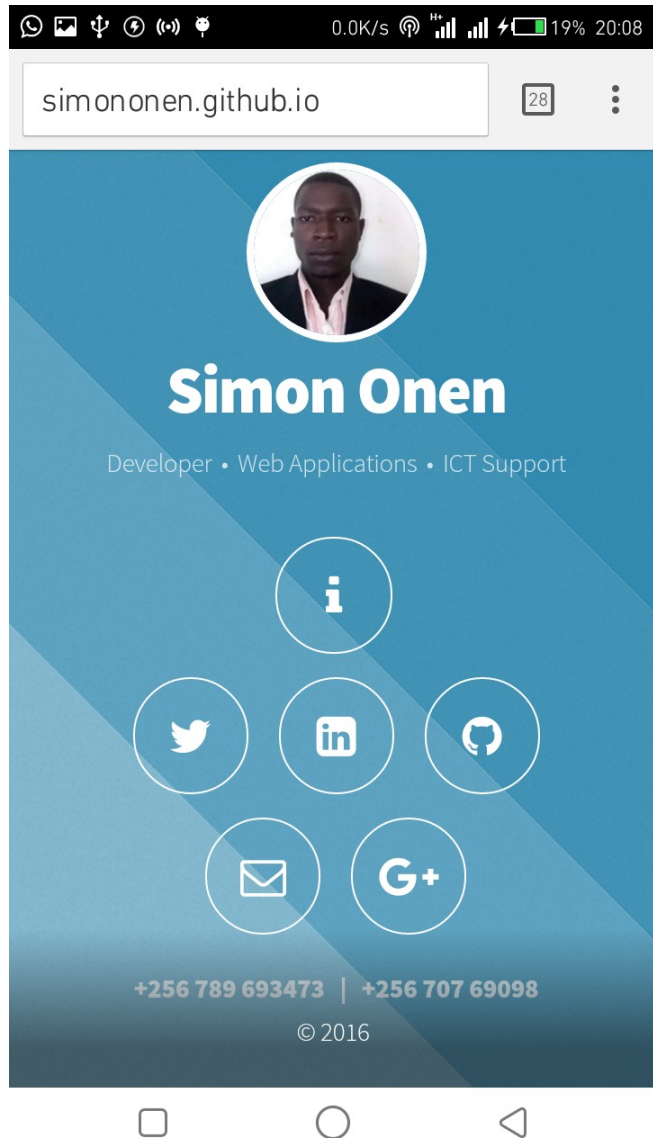 0.0K/s H+ 19% 20:08
simononen.github.io 28
Simon Onen
Developer • Web Applications • ICT Support
i
in
G+
+256 789 693473 | +256 707 69098
© 2016